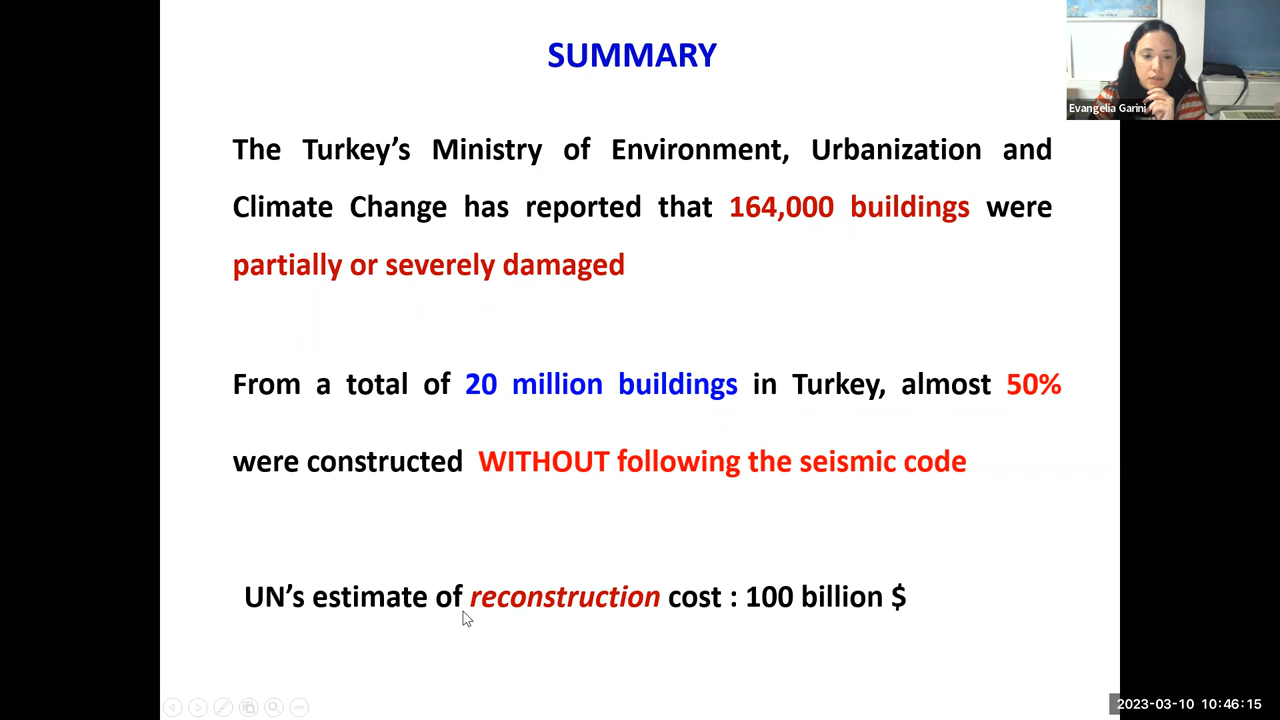 SUMMARY
Evangelia Garini
The Turkey’s Ministry of Environment, Urbanization and
Climate Change has reported that 164,000 buildings were
partially or severely damaged
From a total of 20 million buildings in Turkey, almost 50%
were constructed WITHOUT following the seismic code
UN’s estimate of reconstruction cost : 100 billion $
2023-03-10 10:46:15